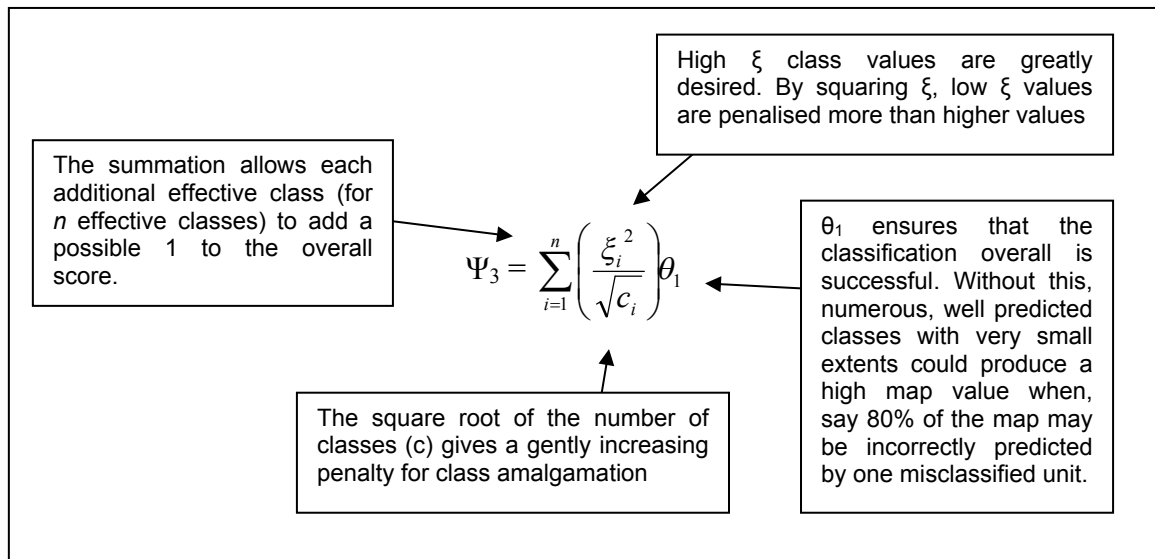 High ξ class values are greatly
desired. By squaring ξ, low ξ values
are penalised more than higher values
The summation allows each
additional effective class (for
n effective classes) to add a
possible 1 to the overall
score.
Ψ₃ = ∑ᵢ₌₁ⁿ (ξᵢ² / √cᵢ) θ₁
θ₁ ensures that the
classification overall is
successful. Without this,
numerous, well predicted
classes with very small
extents could produce a
high map value when,
say 80% of the map may
be incorrectly predicted
by one misclassified unit.
The square root of the number of
classes (c) gives a gently increasing
penalty for class amalgamation